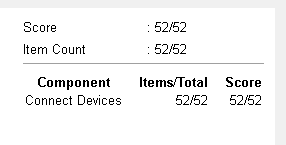 Score : 52/52
Item Count : 52/52
Component Items/Total Score
Connect Devices 52/52 52/52